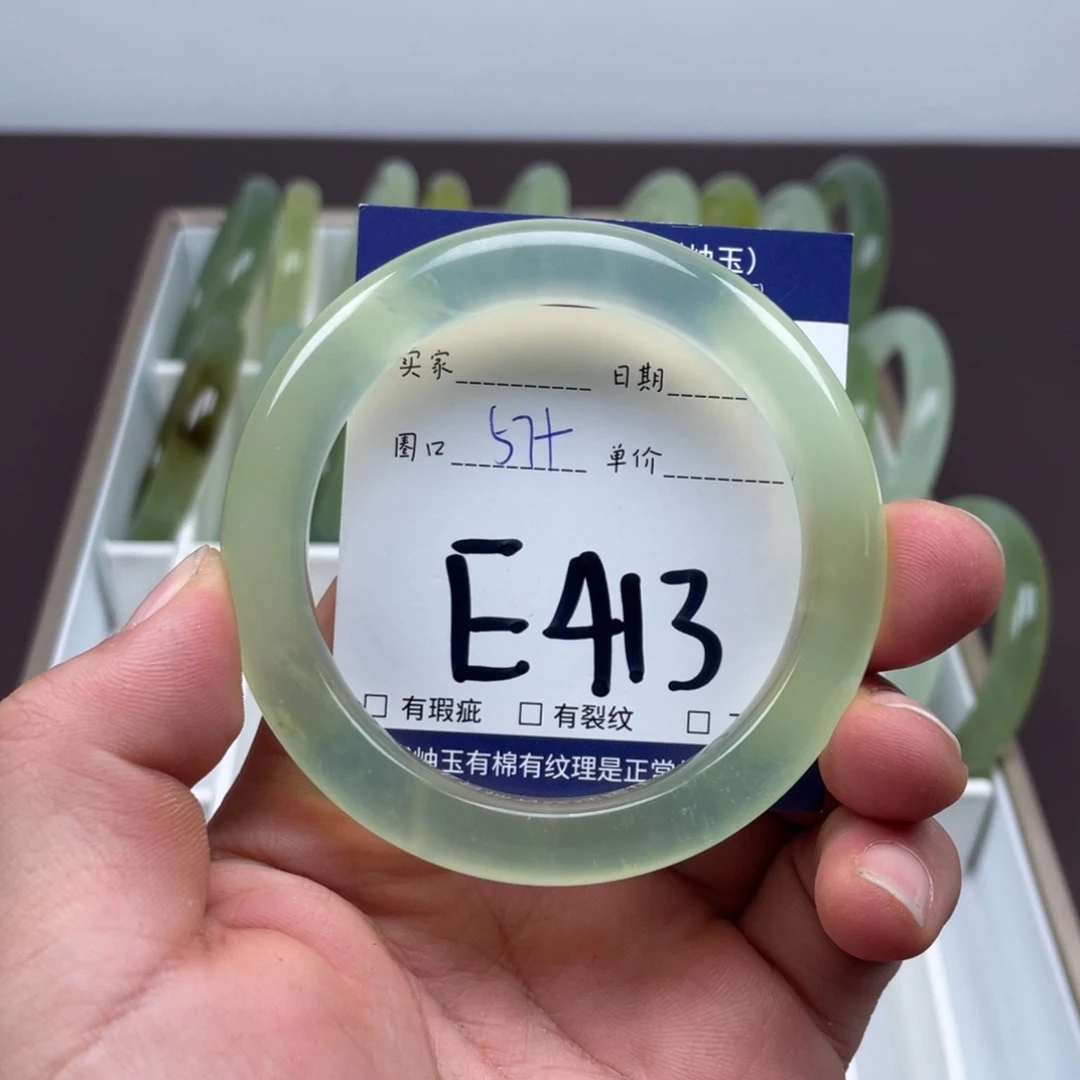 岫玉）
买家__________ 日期______
圈口 57+ 单价_________
E413
□ 有瑕疵 □ 有裂纹 □
岫玉有棉有纹理是正常